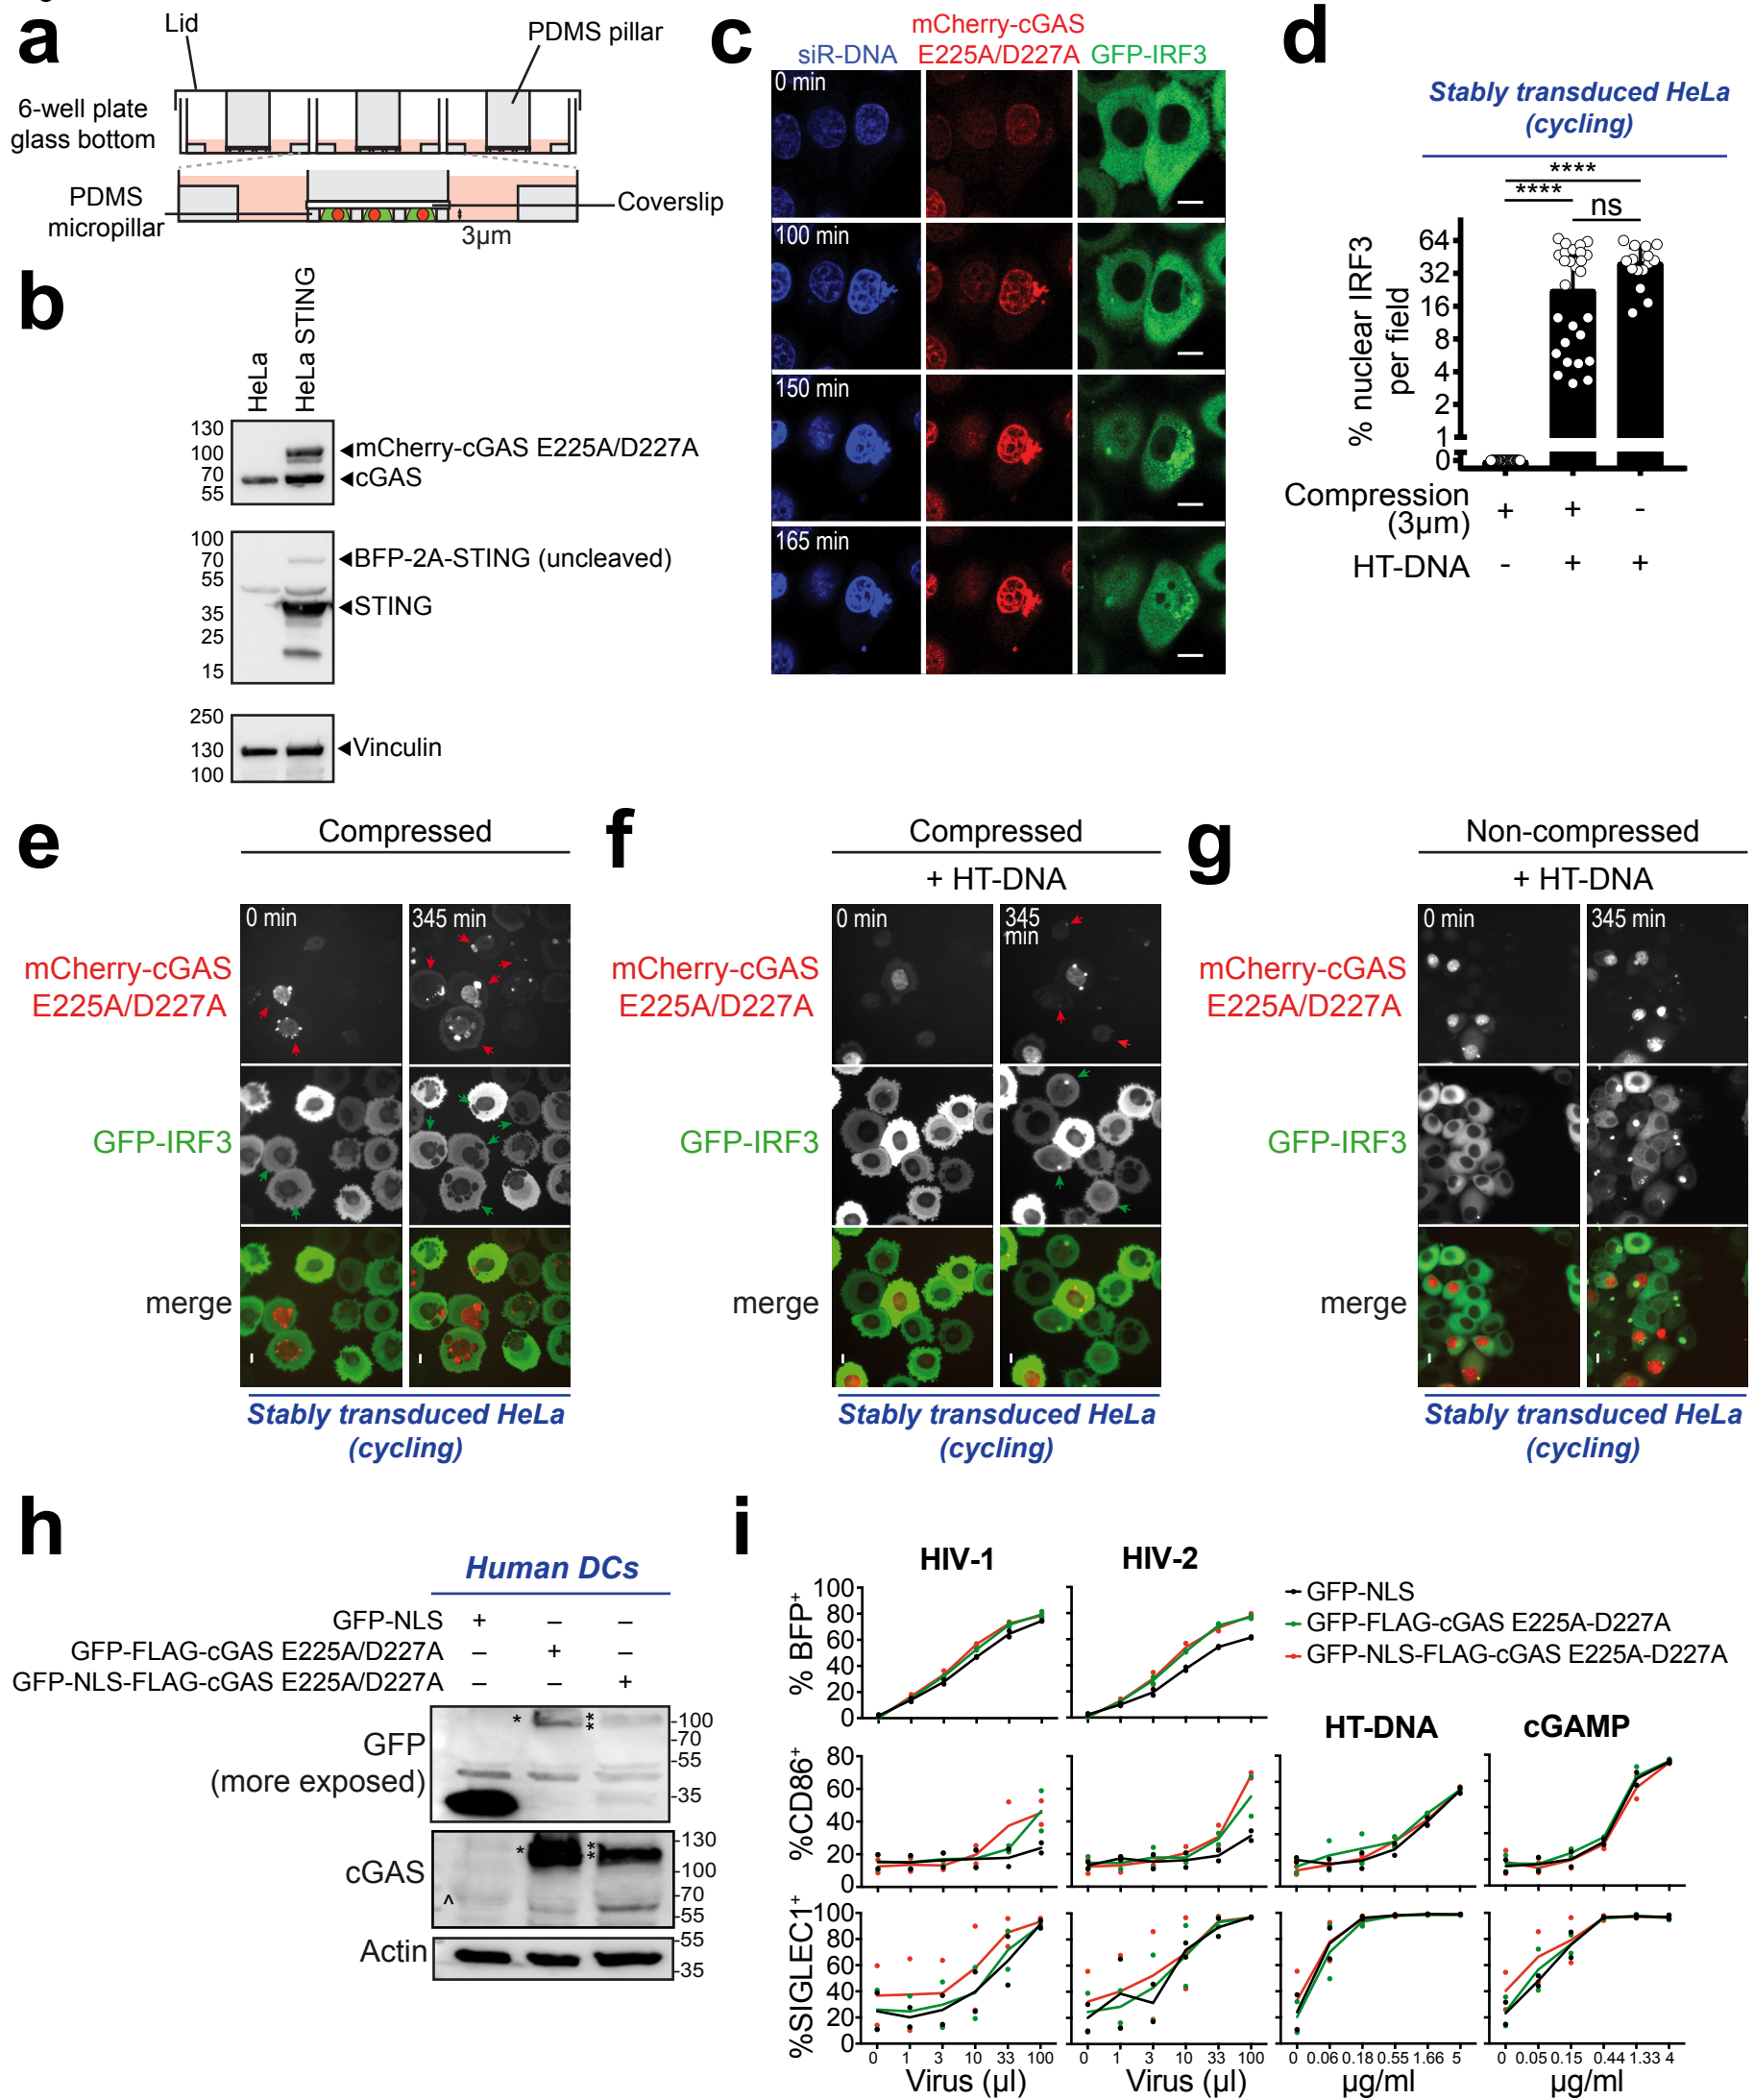 a
Lid
PDMS pillar
6-well plate
glass bottom
PDMS
micropillar
Coverslip
3µm
b
HeLa
HeLa STING
130
100
70
55
mCherry-cGAS E225A/D227A
cGAS
100
70
55
35
25
15
BFP-2A-STING (uncleaved)
STING
250
130
100
Vinculin
c
mCherry-cGAS
siR-DNA E225A/D227A GFP-IRF3
0 min
100 min
150 min
165 min
d
Stably transduced HeLa
(cycling)
****
****
ns
% nuclear IRF3
per field
64
32
16
8
4
2
1
0
Compression
(3µm)
+ + -
HT-DNA - + +
e
Compressed
0 min 345 min
mCherry-cGAS
E225A/D227A
GFP-IRF3
merge
Stably transduced HeLa
(cycling)
f
Compressed
+ HT-DNA
0 min 345
min
mCherry-cGAS
E225A/D227A
GFP-IRF3
merge
Stably transduced HeLa
(cycling)
g
Non-compressed
+ HT-DNA
0 min 345 min
mCherry-cGAS
E225A/D227A
GFP-IRF3
merge
Stably transduced HeLa
(cycling)
h
Human DCs
GFP-NLS + – –
GFP-FLAG-cGAS E225A/D227A – + –
GFP-NLS-FLAG-cGAS E225A/D227A – – +
GFP
(more exposed)
* **
-100
-70
-55
-35
cGAS
* **
^
-130
-100
-70
-55
Actin
-55
-35
i
HIV-1 HIV-2
GFP-NLS
GFP-FLAG-cGAS E225A-D227A
GFP-NLS-FLAG-cGAS E225A-D227A
% BFP+
100
80
60
40
20
0
HT-DNA cGAMP
%CD86+
80
60
40
20
0
%SIGLEC1+
100
80
60
40
20
0
0 1 3 10 33 100
0 1 3 10 33 100
0 0.06 0.18 0.55 1.66 5
0 0.05 0.15 0.44 1.33 4
Virus (µl) Virus (µl) µg/ml µg/ml